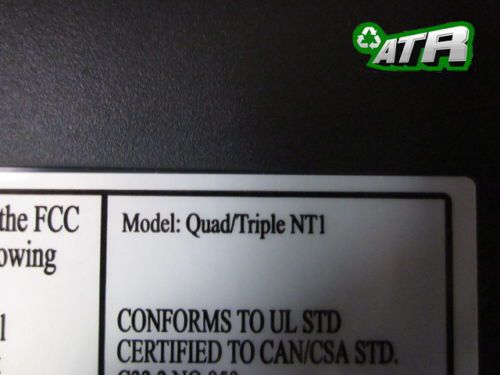 ATR
the FCC
owing
Model: Quad/Triple NT1
CONFORMS TO UL STD
CERTIFIED TO CAN/CSA STD.